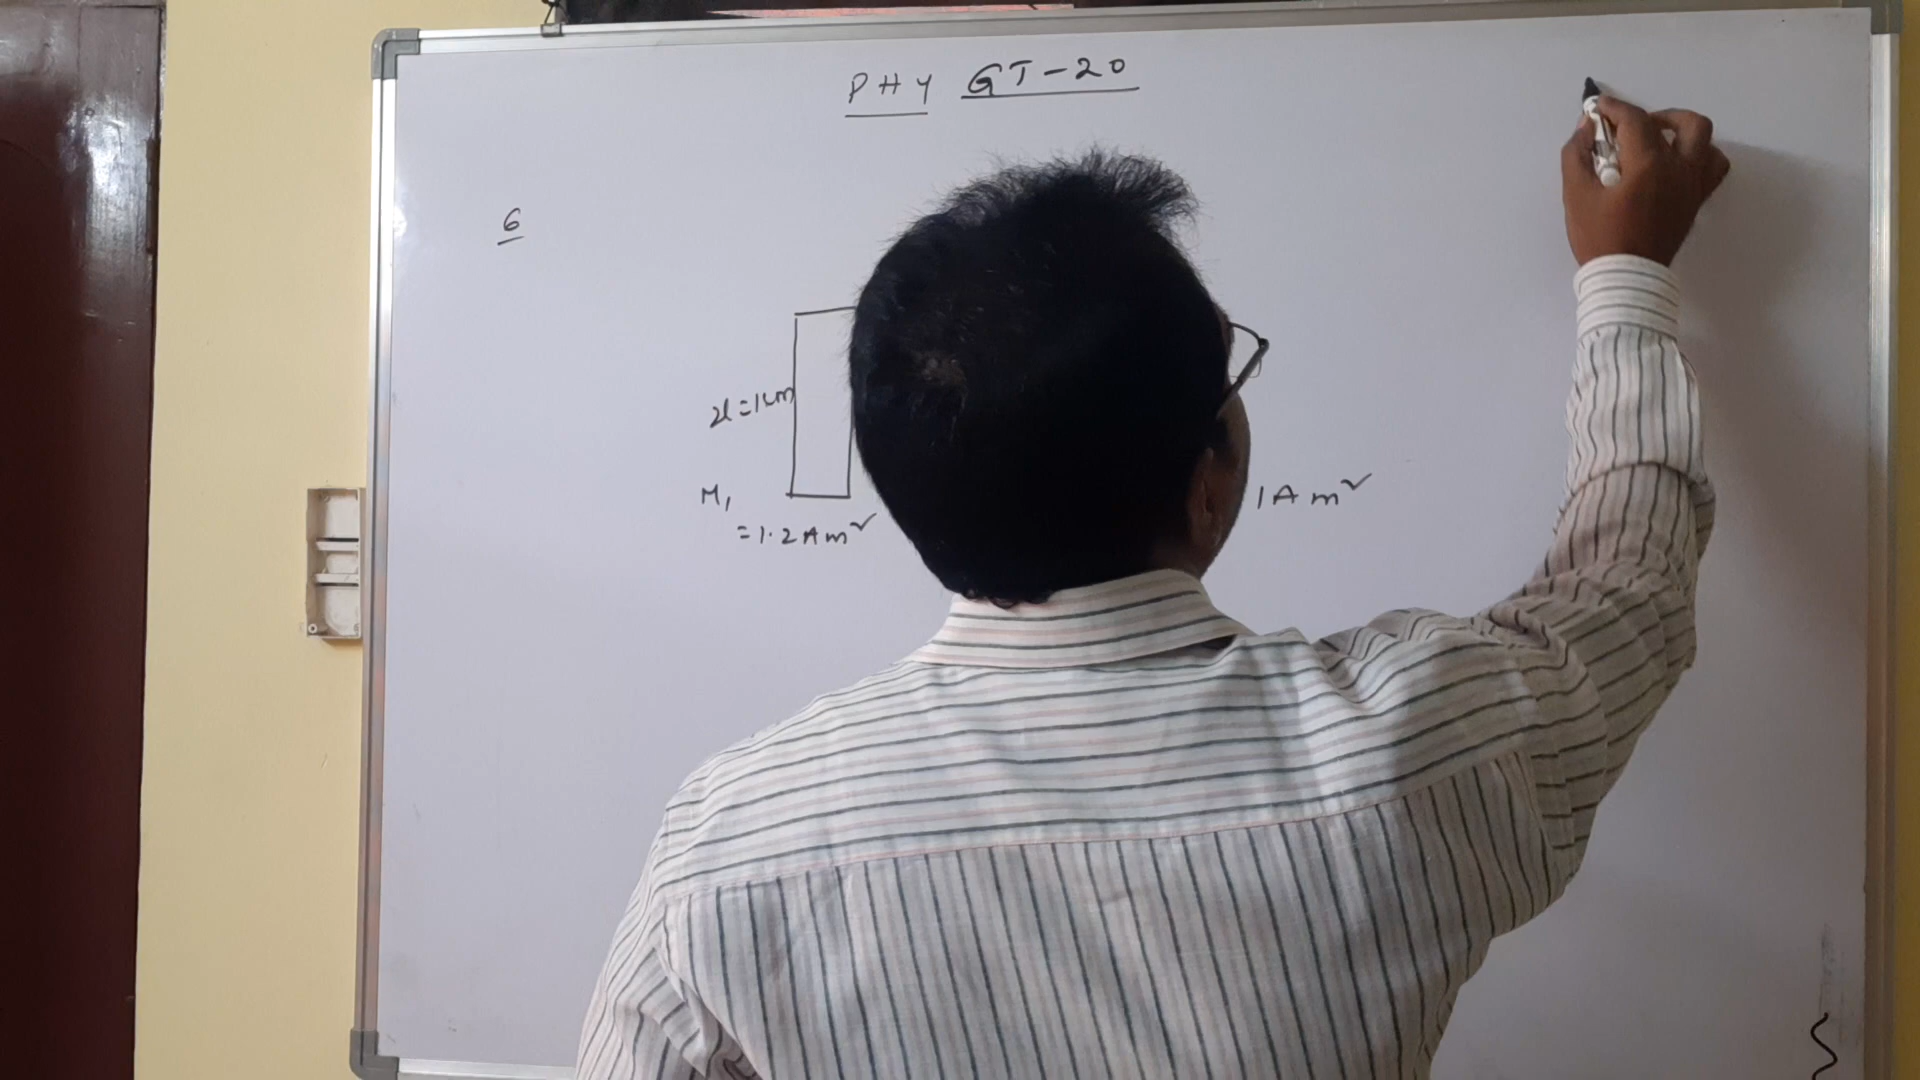 PHY GT-20
6
2l=1cm
M₁
=1.2Am²
1Am²